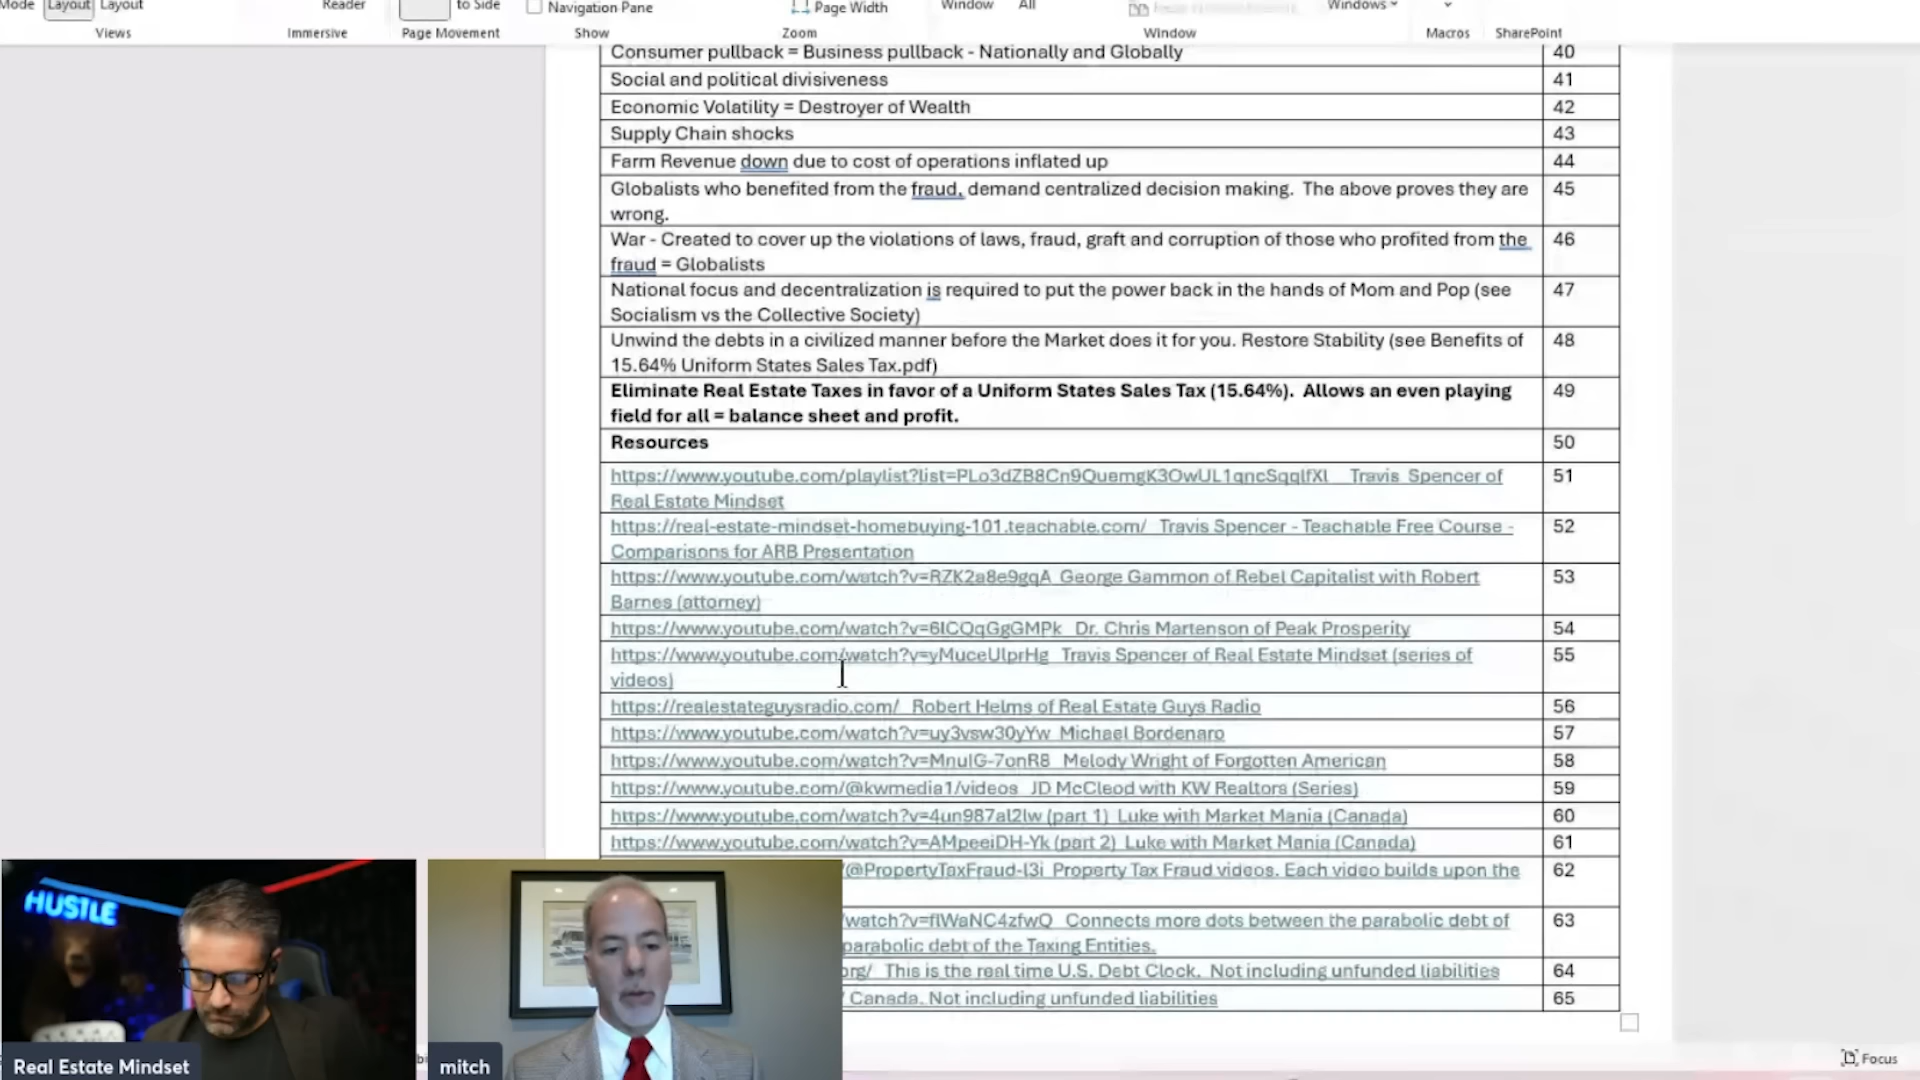 Mode Layout Layout Reader to Side Navigation Pane Page Width Window All Windows
Views Immersive Page Movement Show Zoom Window Macros SharePoint
Consumer pullback = Business pullback - Nationally and Globally 40
Social and political divisiveness 41
Economic Volatility = Destroyer of Wealth 42
Supply Chain shocks 43
Farm Revenue down due to cost of operations inflated up 44
Globalists who benefited from the fraud, demand centralized decision making. The above proves they are 45
wrong.
War - Created to cover up the violations of laws, fraud, graft and corruption of those who profited from the 46
fraud = Globalists
National focus and decentralization is required to put the power back in the hands of Mom and Pop (see 47
Socialism vs the Collective Society)
Unwind the debts in a civilized manner before the Market does it for you. Restore Stability (see Benefits of 48
15.64% Uniform States Sales Tax.pdf)
Eliminate Real Estate Taxes in favor of a Uniform States Sales Tax (15.64%). Allows an even playing 49
field for all = balance sheet and profit.
Resources 50
https://www.youtube.com/playlist?list=PLo3dZB8Cn9QuemgK3OwUL1qncSqqlfXl Travis Spencer of 51
Real Estate Mindset
https://real-estate-mindset-homebuying-101.teachable.com/ Travis Spencer - Teachable Free Course - 52
Comparisons for ARB Presentation
https://www.youtube.com/watch?v=RZK2a8e9gqA George Gammon of Rebel Capitalist with Robert 53
Barnes (attorney)
https://www.youtube.com/watch?v=6lCQqGgGMPk Dr. Chris Martenson of Peak Prosperity 54
https://www.youtube.com/watch?v=yMuceUlprHg Travis Spencer of Real Estate Mindset (series of 55
videos)
https://realestateguysradio.com/ Robert Helms of Real Estate Guys Radio 56
https://www.youtube.com/watch?v=uy3vsw30yYw Michael Bordenaro 57
https://www.youtube.com/watch?v=MnuIG-7onR8 Melody Wright of Forgotten American 58
https://www.youtube.com/@kwmedia1/videos JD McCleod with KW Realtors (Series) 59
https://www.youtube.com/watch?v=4un987al2lw (part 1) Luke with Market Mania (Canada) 60
https://www.youtube.com/watch?v=AMpeeiDH-Yk (part 2) Luke with Market Mania (Canada) 61
/@PropertyTaxFraud-l3i Property Tax Fraud videos. Each video builds upon the 62
watch?v=flWaNC4zfwQ Connects more dots between the parabolic debt of 63
parabolic debt of the Taxing Entities.
org/ This is the real time U.S. Debt Clock. Not including unfunded liabilities 64
/ Canada. Not including unfunded liabilities 65
HUSTLE
Real Estate Mindset
mitch
Focus